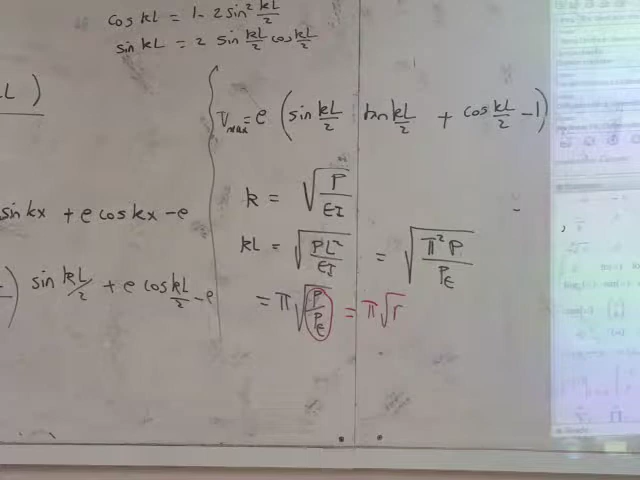 cos kL = 1 - 2 sin² kL/2
sin kL = 2 sin kL/2 cos kL/2
L )
sin kx + e cos kx - e
) sin kL/2 + e cos kL/2 - e
v_max = e ( sin kL/2 tan kL/2 + cos kL/2 - 1 )
k = √(P/EI)
kL = √(PL²/EI) = √(π²P/P_E)
= π √(P/P_E) = π√r